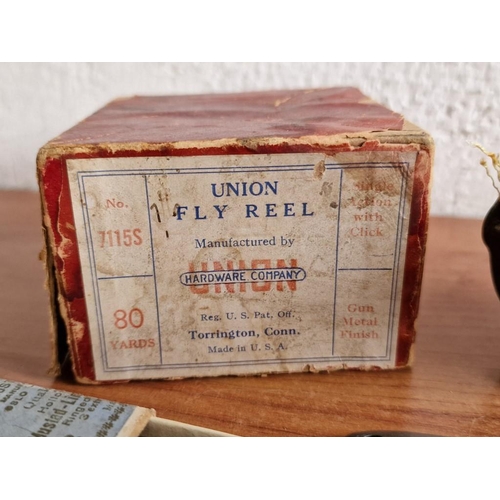 No.
7115S
80
YARDS
UNION
FLY REEL
Manufactured by
UNION
HARDWARE COMPANY
Reg. U. S. Pat. Off.
Torrington, Conn.
Made in U. S. A.
Single
Action
with
Click
Gun
Metal
Finish